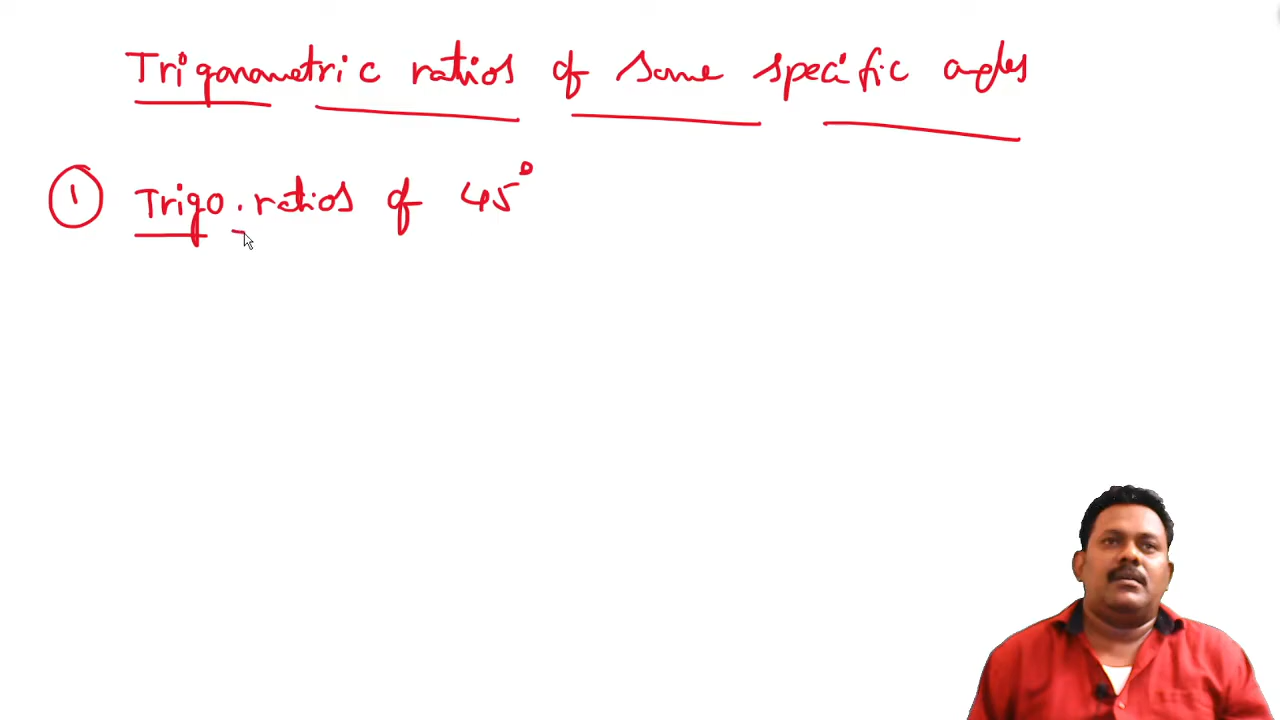 Trigonometric ratios of some specific angles
① Trigo. ratios of 45°